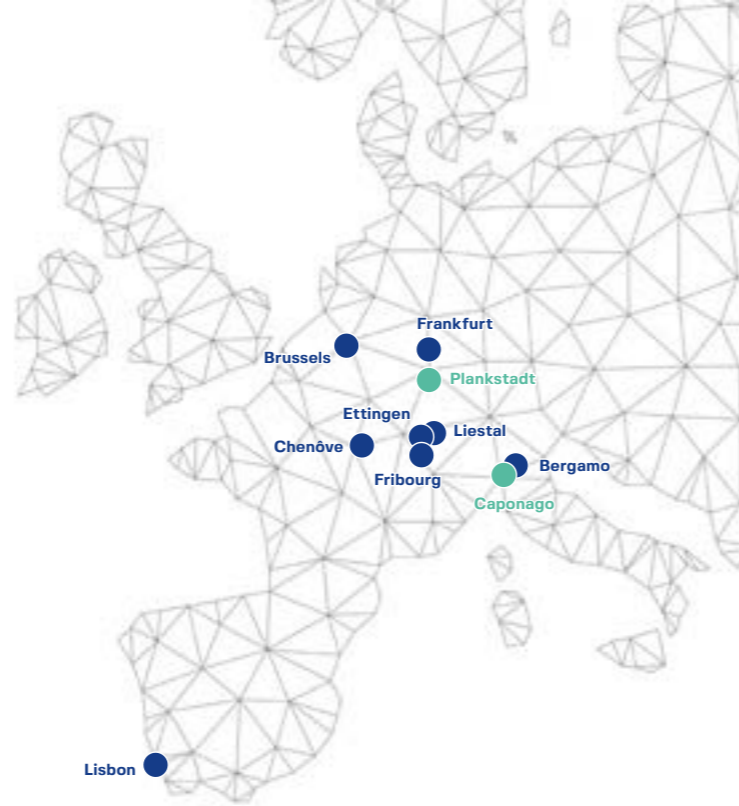 Frankfurt
Brussels
Plankstadt
Ettingen
Liestal
Chenôve
Bergamo
Fribourg
Caponago
Lisbon